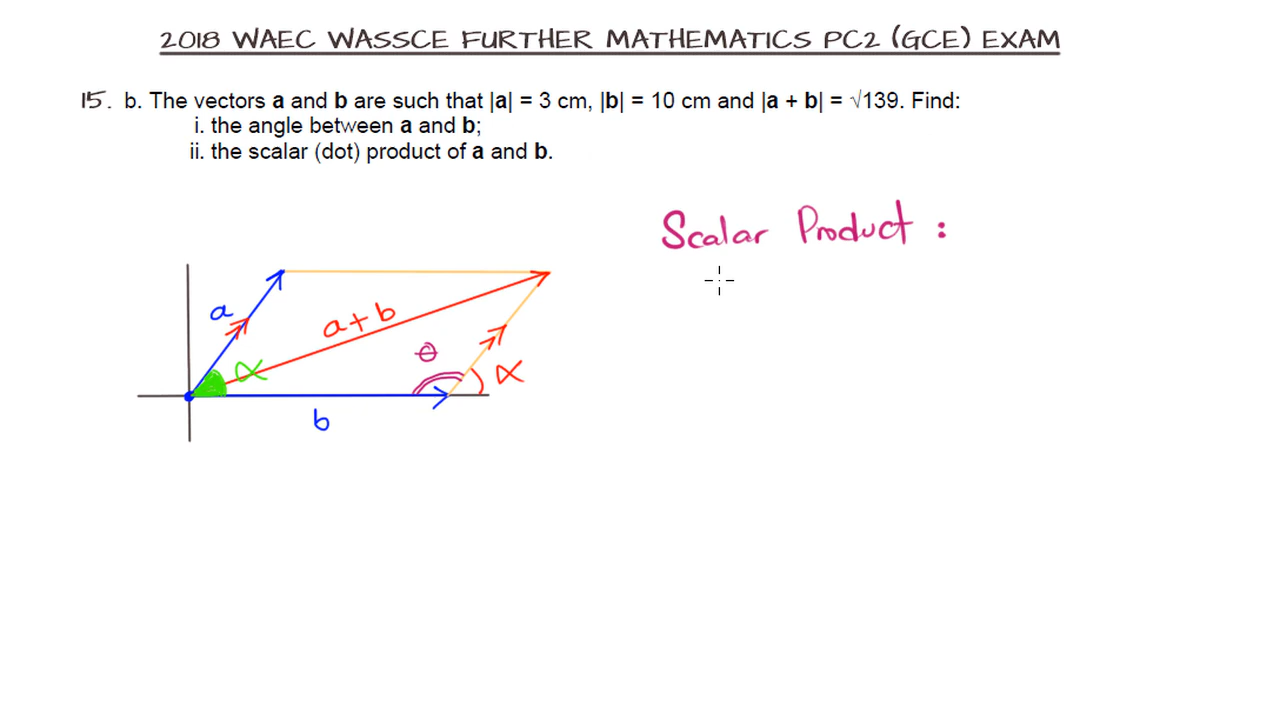 2018 WAEC WASSCE FURTHER MATHEMATICS PC2 (GCE) EXAM
15. b. The vectors a and b are such that |a| = 3 cm, |b| = 10 cm and |a + b| = √139. Find:
i. the angle between a and b;
ii. the scalar (dot) product of a and b.
Scalar Product :
a
a+b
θ
α
α
b